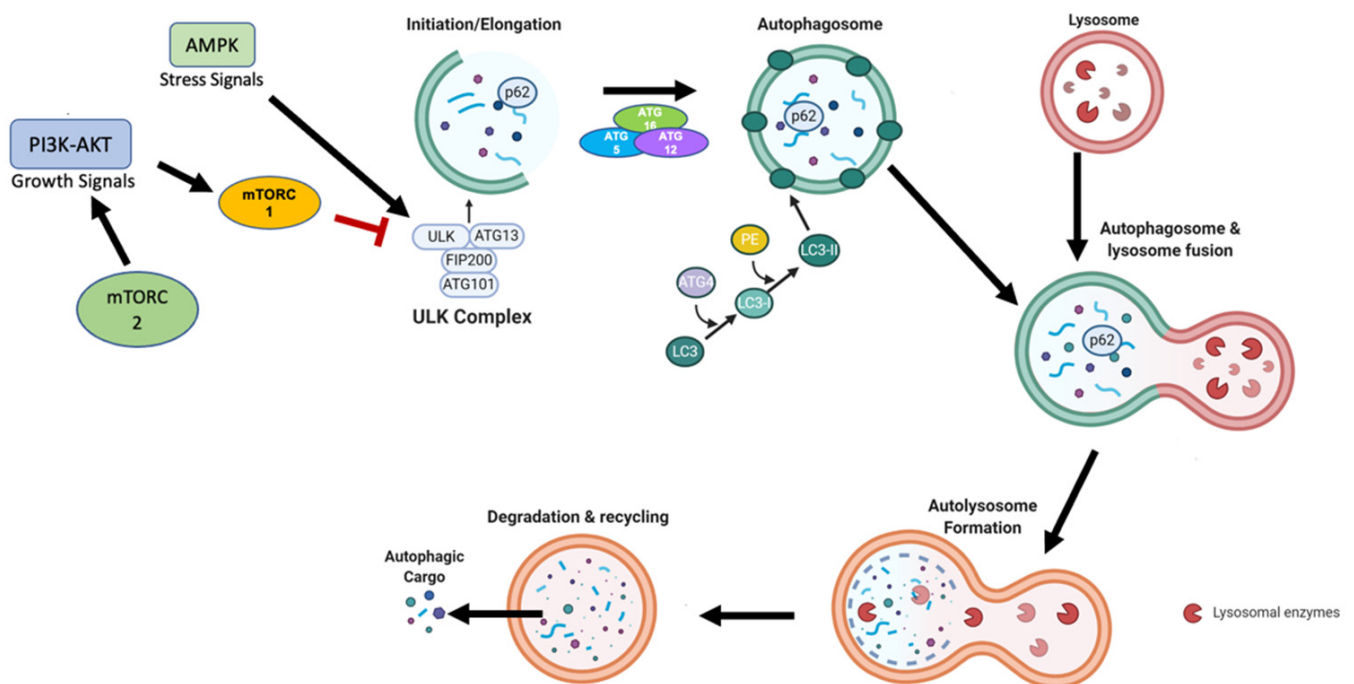 Initiation/Elongation
Autophagosome
Lysosome
AMPK
Stress Signals
p62
p62
ATG
16
ATG
5
ATG
12
PI3K-AKT
Growth Signals
mTORC
1
mTORC
2
ULK
ATG13
FIP200
ATG101
ULK Complex
PE
LC3-II
ATG4
LC3-I
LC3
Autophagosome &
lysosome fusion
p62
Autolysosome
Formation
Degradation & recycling
Autophagic
Cargo
Lysosomal enzymes